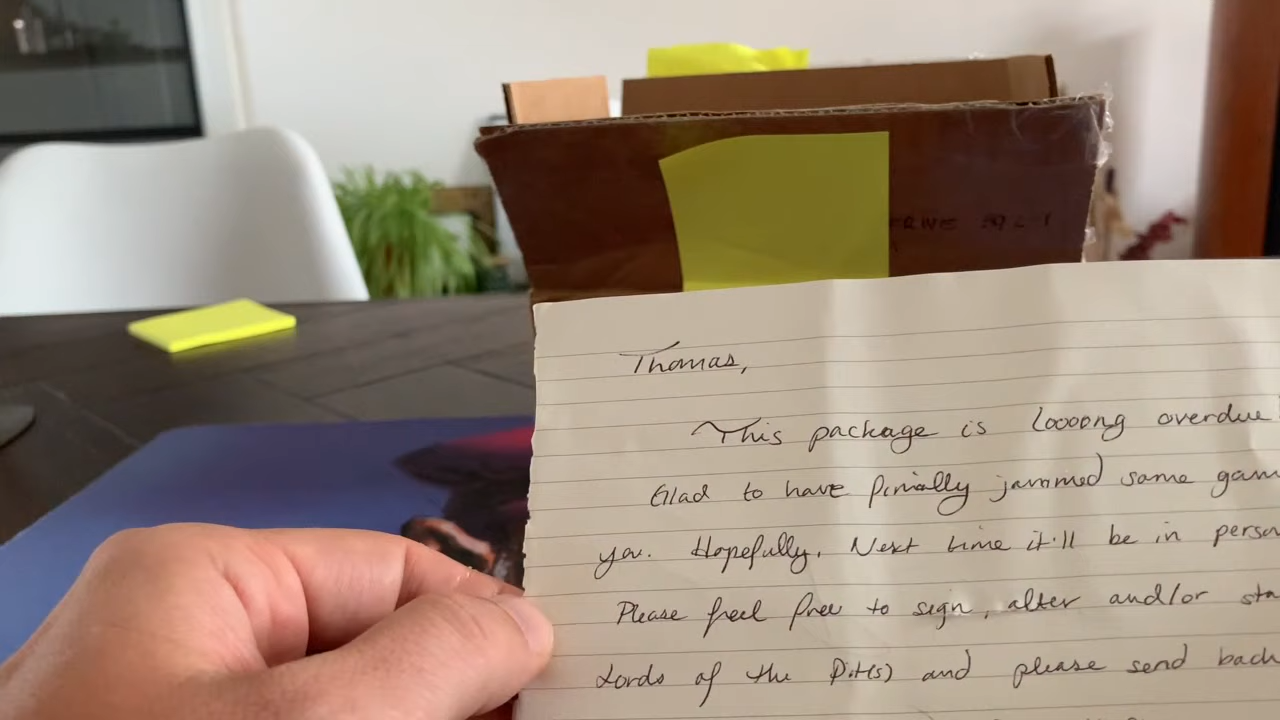 Thomas,
This package is loooong overdue!
Glad to have finially jammed some gam
you. Hopefully, Next time it'll be in perso
Please feel free to sign, alter and/or sta
Lords of the Pit(s) and please send back